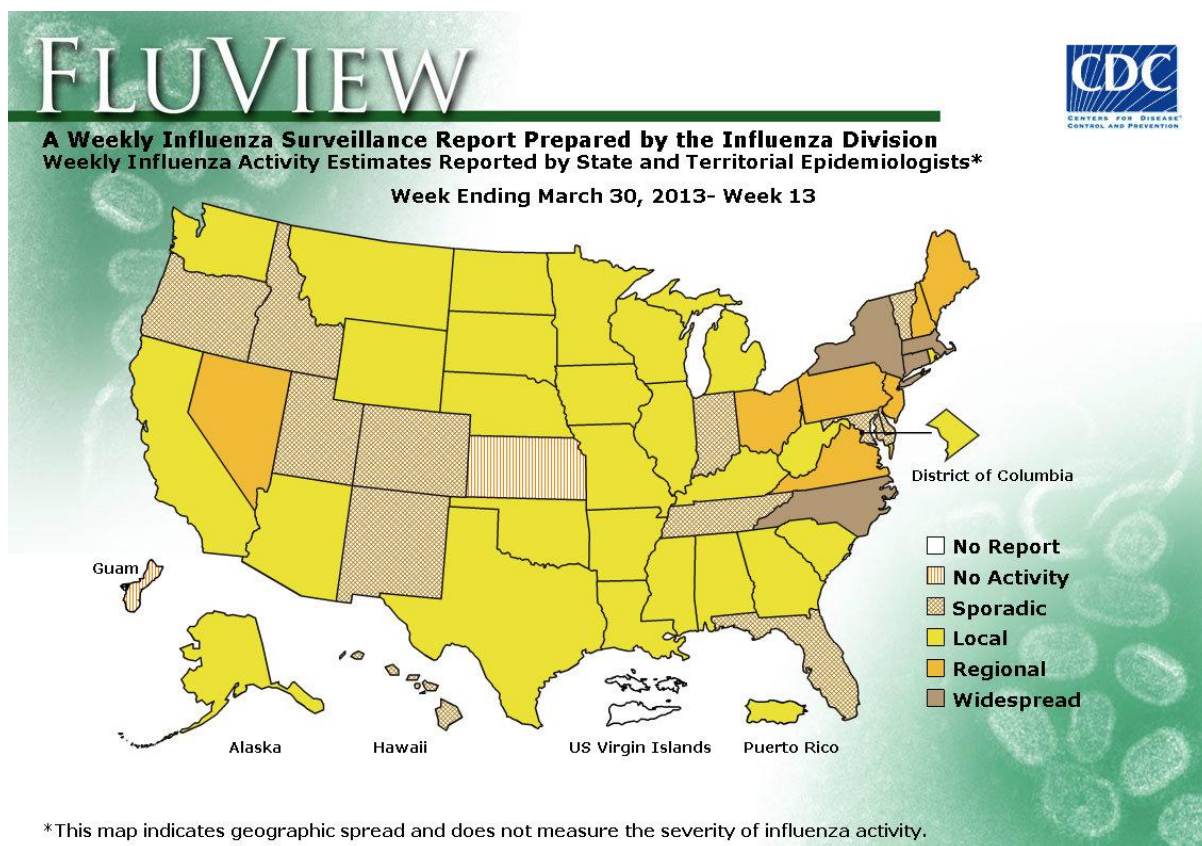 FLUVIEW
CDC
CENTERS FOR DISEASE
CONTROL AND PREVENTION
A Weekly Influenza Surveillance Report Prepared by the Influenza Division
Weekly Influenza Activity Estimates Reported by State and Territorial Epidemiologists*
Week Ending March 30, 2013- Week 13
District of Columbia
Guam
No Report
No Activity
Sporadic
Local
Regional
Widespread
Alaska
Hawaii
US Virgin Islands
Puerto Rico
*This map indicates geographic spread and does not measure the severity of influenza activity.